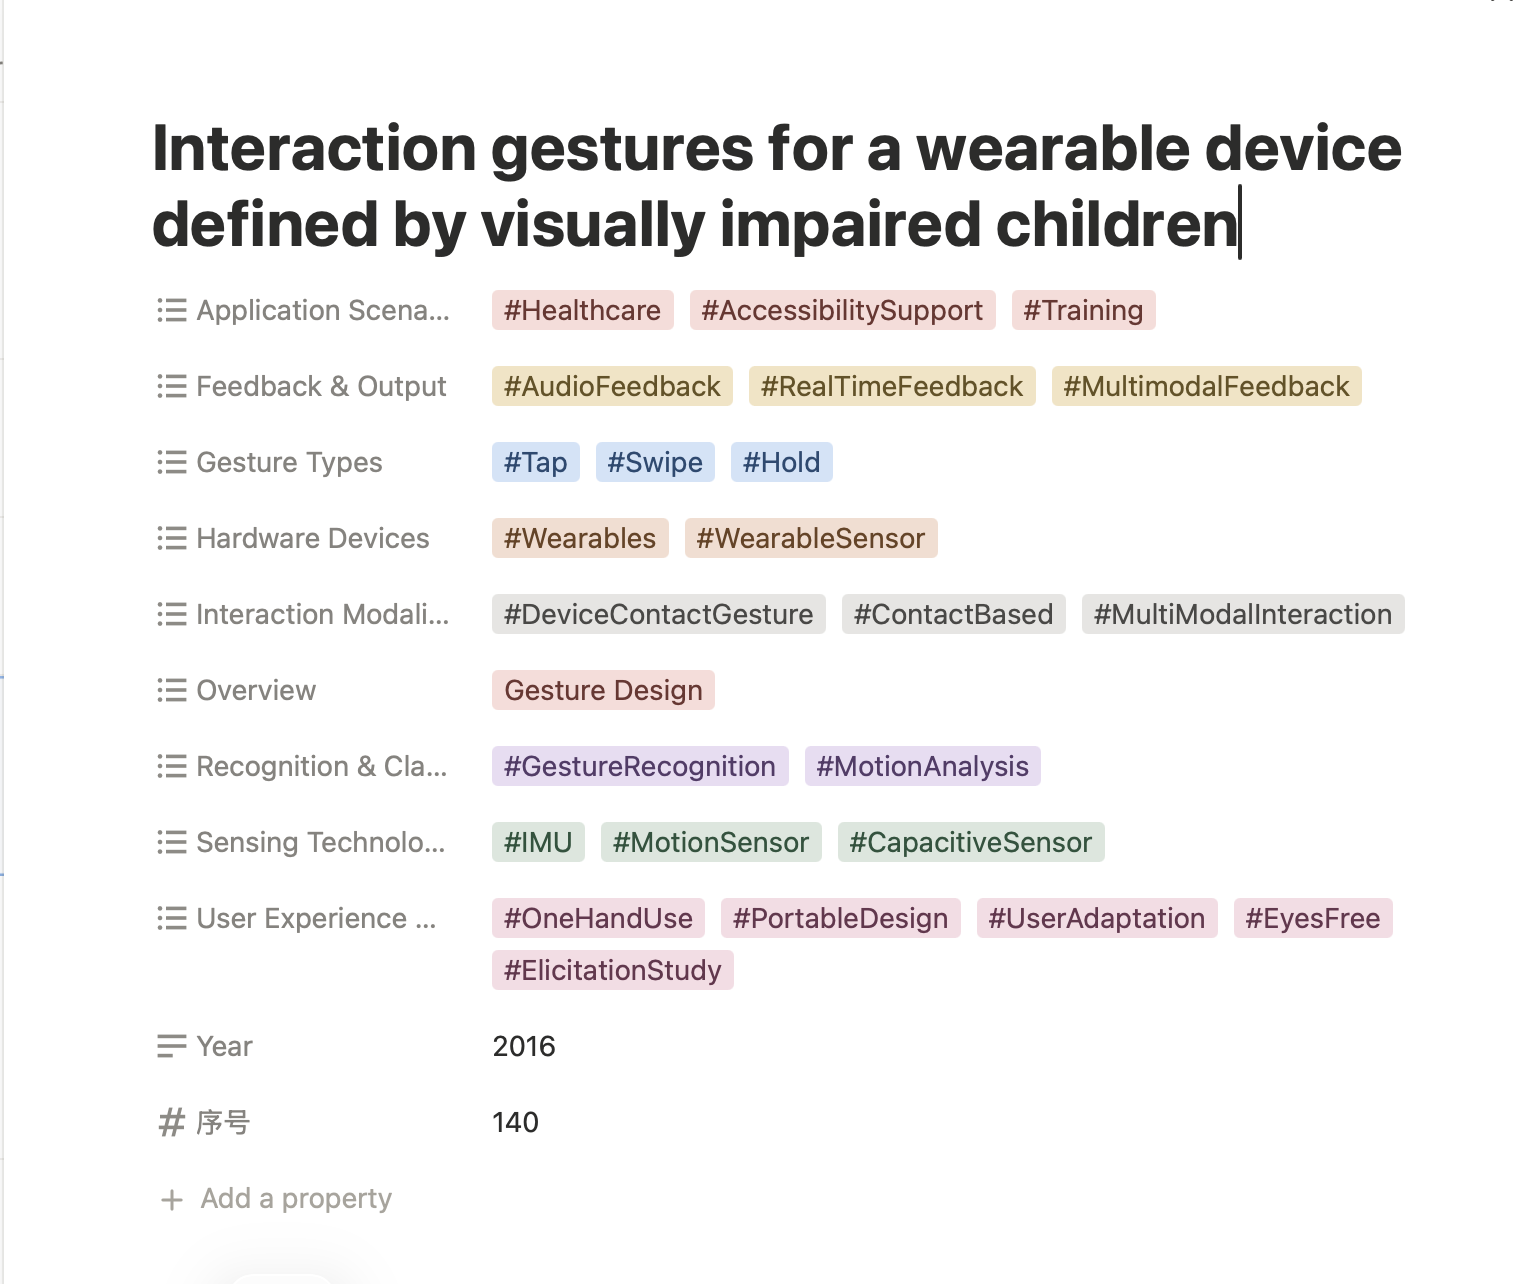 Interaction gestures for a wearable device
defined by visually impaired children
Application Scena... #Healthcare #AccessibilitySupport #Training
Feedback & Output #AudioFeedback #RealTimeFeedback #MultimodalFeedback
Gesture Types #Tap #Swipe #Hold
Hardware Devices #Wearables #WearableSensor
Interaction Modali... #DeviceContactGesture #ContactBased #MultiModalInteraction
Overview Gesture Design
Recognition & Cla... #GestureRecognition #MotionAnalysis
Sensing Technolo... #IMU #MotionSensor #CapacitiveSensor
User Experience ... #OneHandUse #PortableDesign #UserAdaptation #EyesFree
#ElicitationStudy
Year 2016
序号 140
Add a property